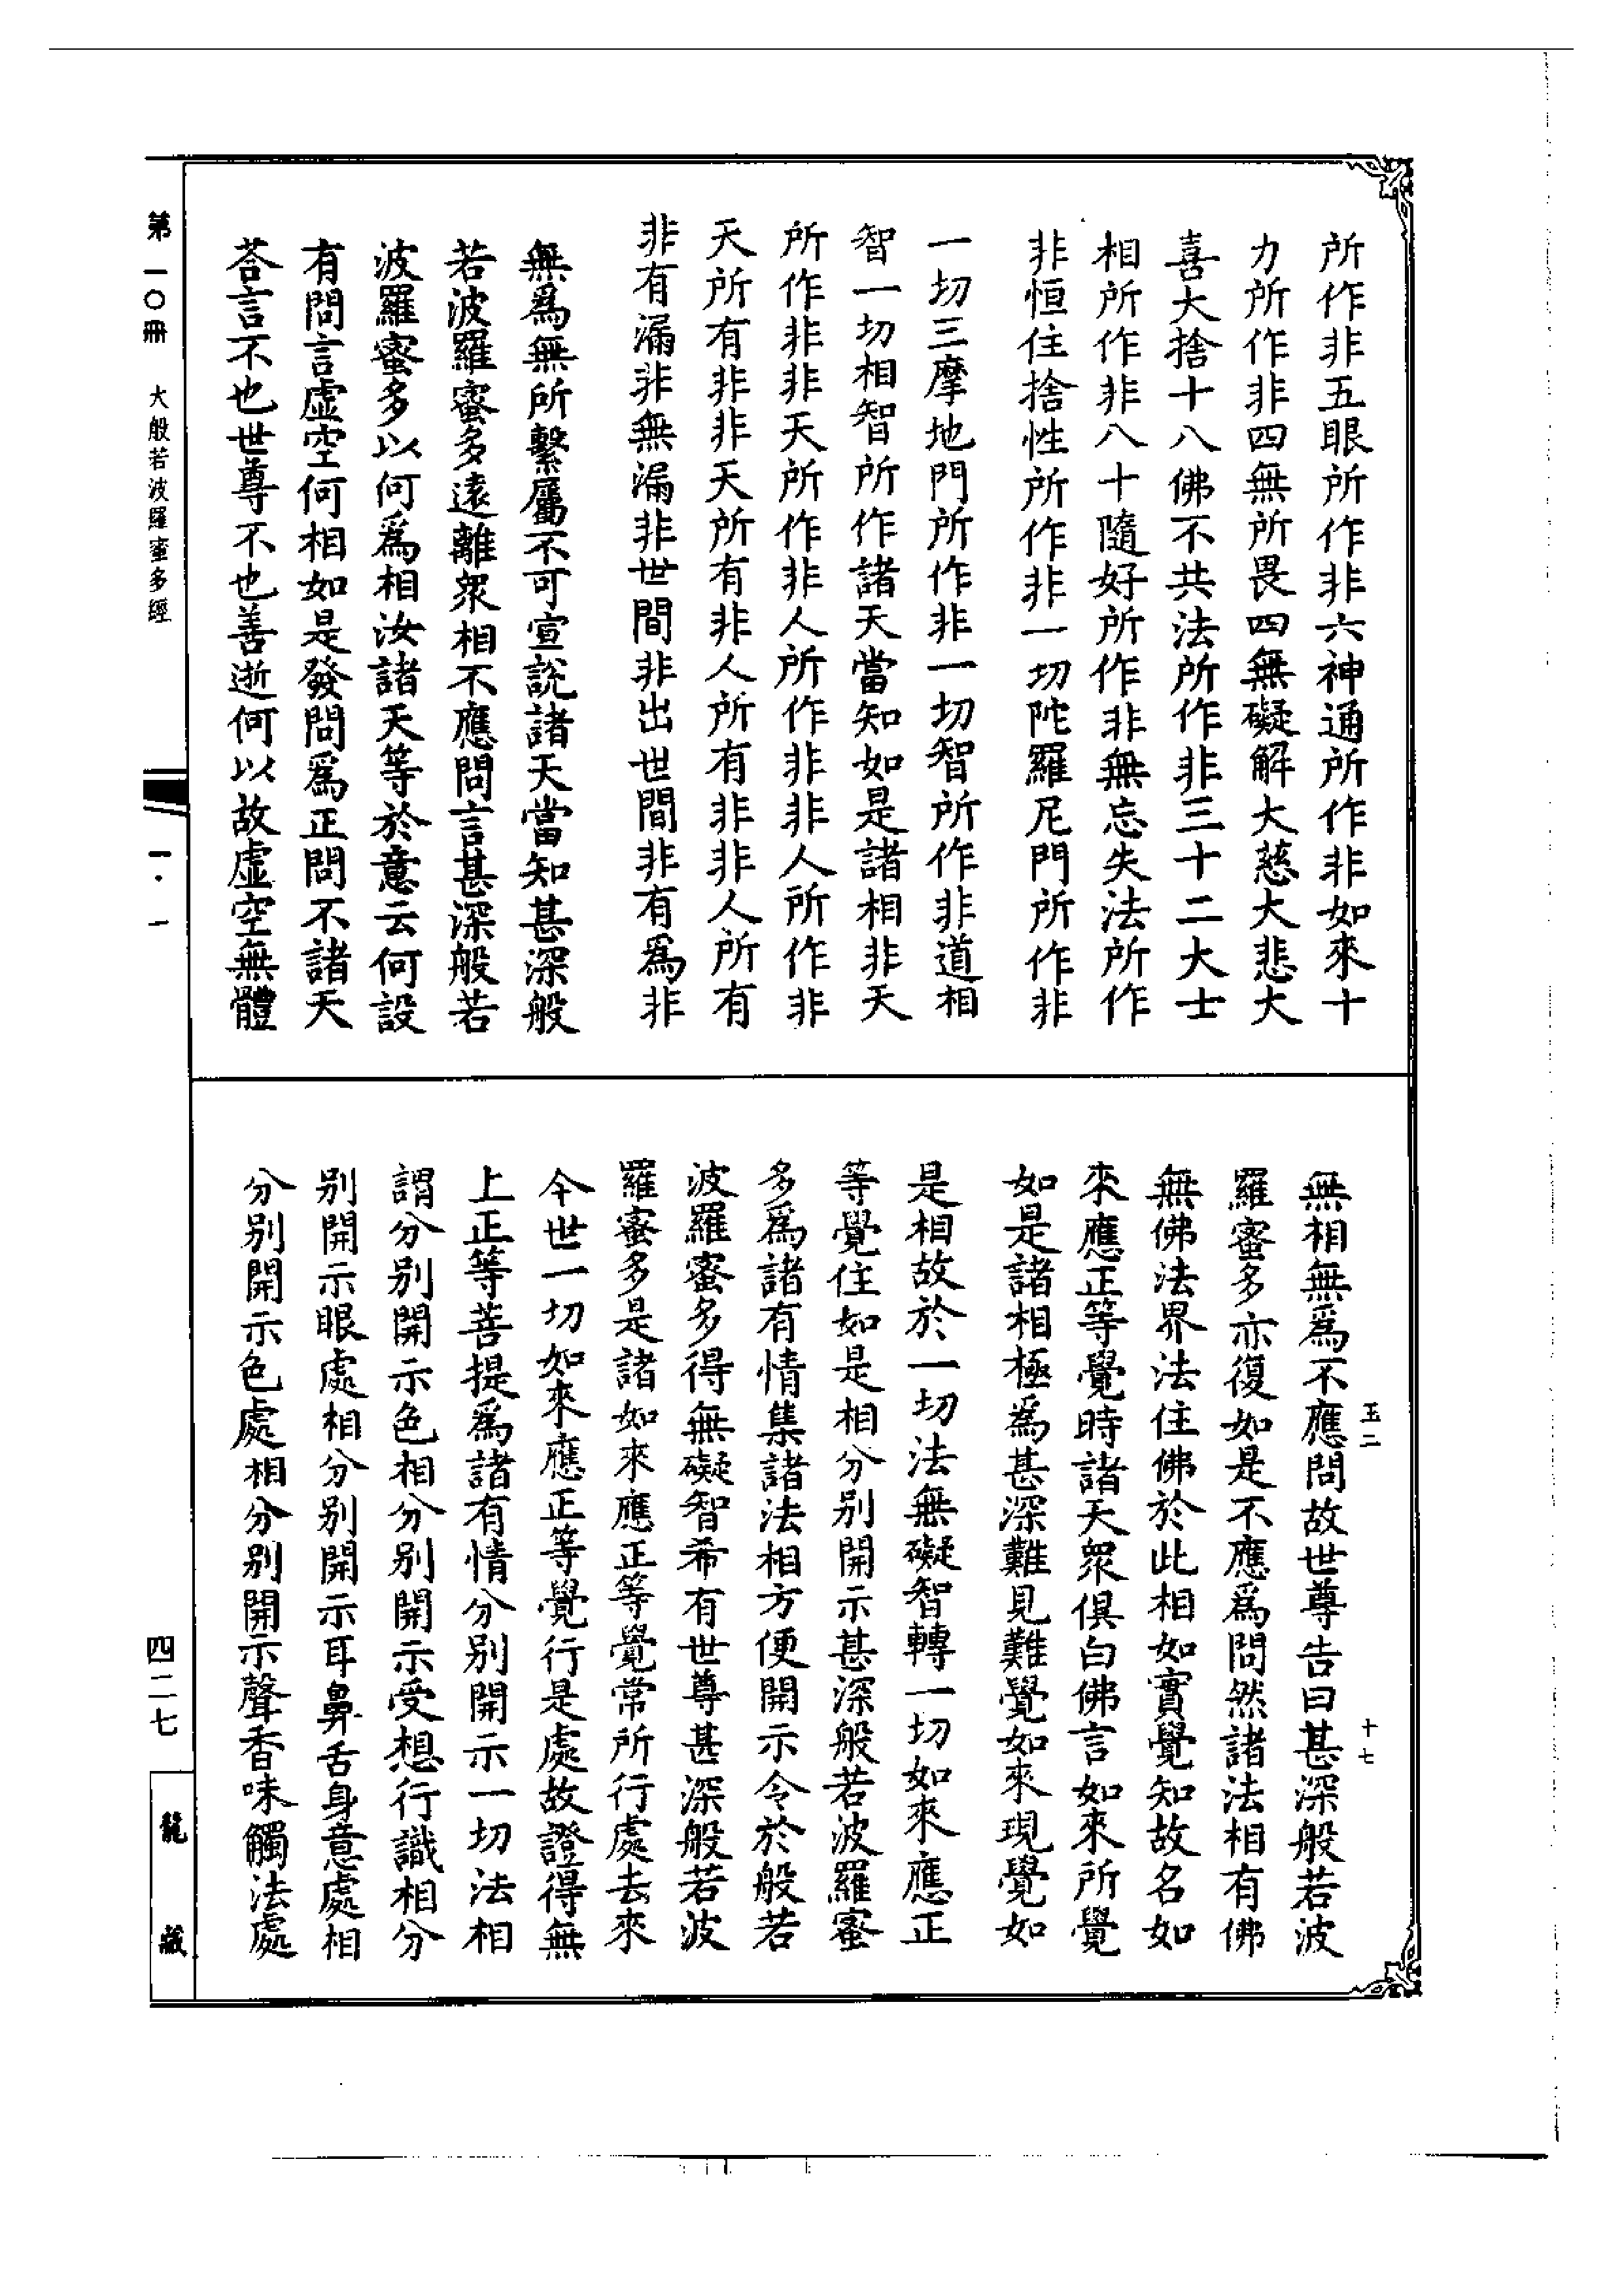 所作非五眼所作非六神通所作非如來十
力所作非四無所畏四無礙解大慈大悲大
喜大捨十八佛不共法所作非三十二大士
相所作非八十隨好所作非無忘失法所作
非恒住捨性所作非一切陀羅尼門所作非
一切三摩地門所作非一切智所作非道相
智一切相智所作諸天當知如是諸相非天
所作非非天所作非人所作非非人所作非
天所有非非天所有非人所有非非人所有
非有漏非無漏非世間非出世間非有爲非
無爲無所繫屬不可宣說諸天當知甚深般
若波羅蜜多遠離衆相不應問言甚深般若
波羅蜜多以何爲相汝諸天等於意云何設
有問言虛空何相如是發問爲正問不諸天
荅言不也世尊不也善逝何以故虛空無體
無相無爲不應問故世尊告曰甚深般若波
羅蜜多亦復如是不應爲問然諸法相有佛
無佛法界法住佛於此相如實覺知故名如
來應正等覺時諸天衆俱白佛言如來所覺
如是諸相極爲甚深難見難覺如來現覺如
是相故於一切法無礙智轉一切如來應正
等覺住如是相分别開示甚深般若波羅蜜
多爲諸有情集諸法相方便開示令於般若
波羅蜜多得無礙智希有世尊甚深般若波
羅蜜多是諸如來應正等覺常所行處去來
今世一切如來應正等覺行是處故證得無
上正等菩提爲諸有情分别開示一切法相
謂分别開示色相分别開示受想行識相分
别開示眼處相分别開示耳鼻舌身意處相
分别開示色處相分别開示聲香味觸法處
玉二
十七
第一〇冊
大般若波羅蜜多經
一·一
四二七
龍藏